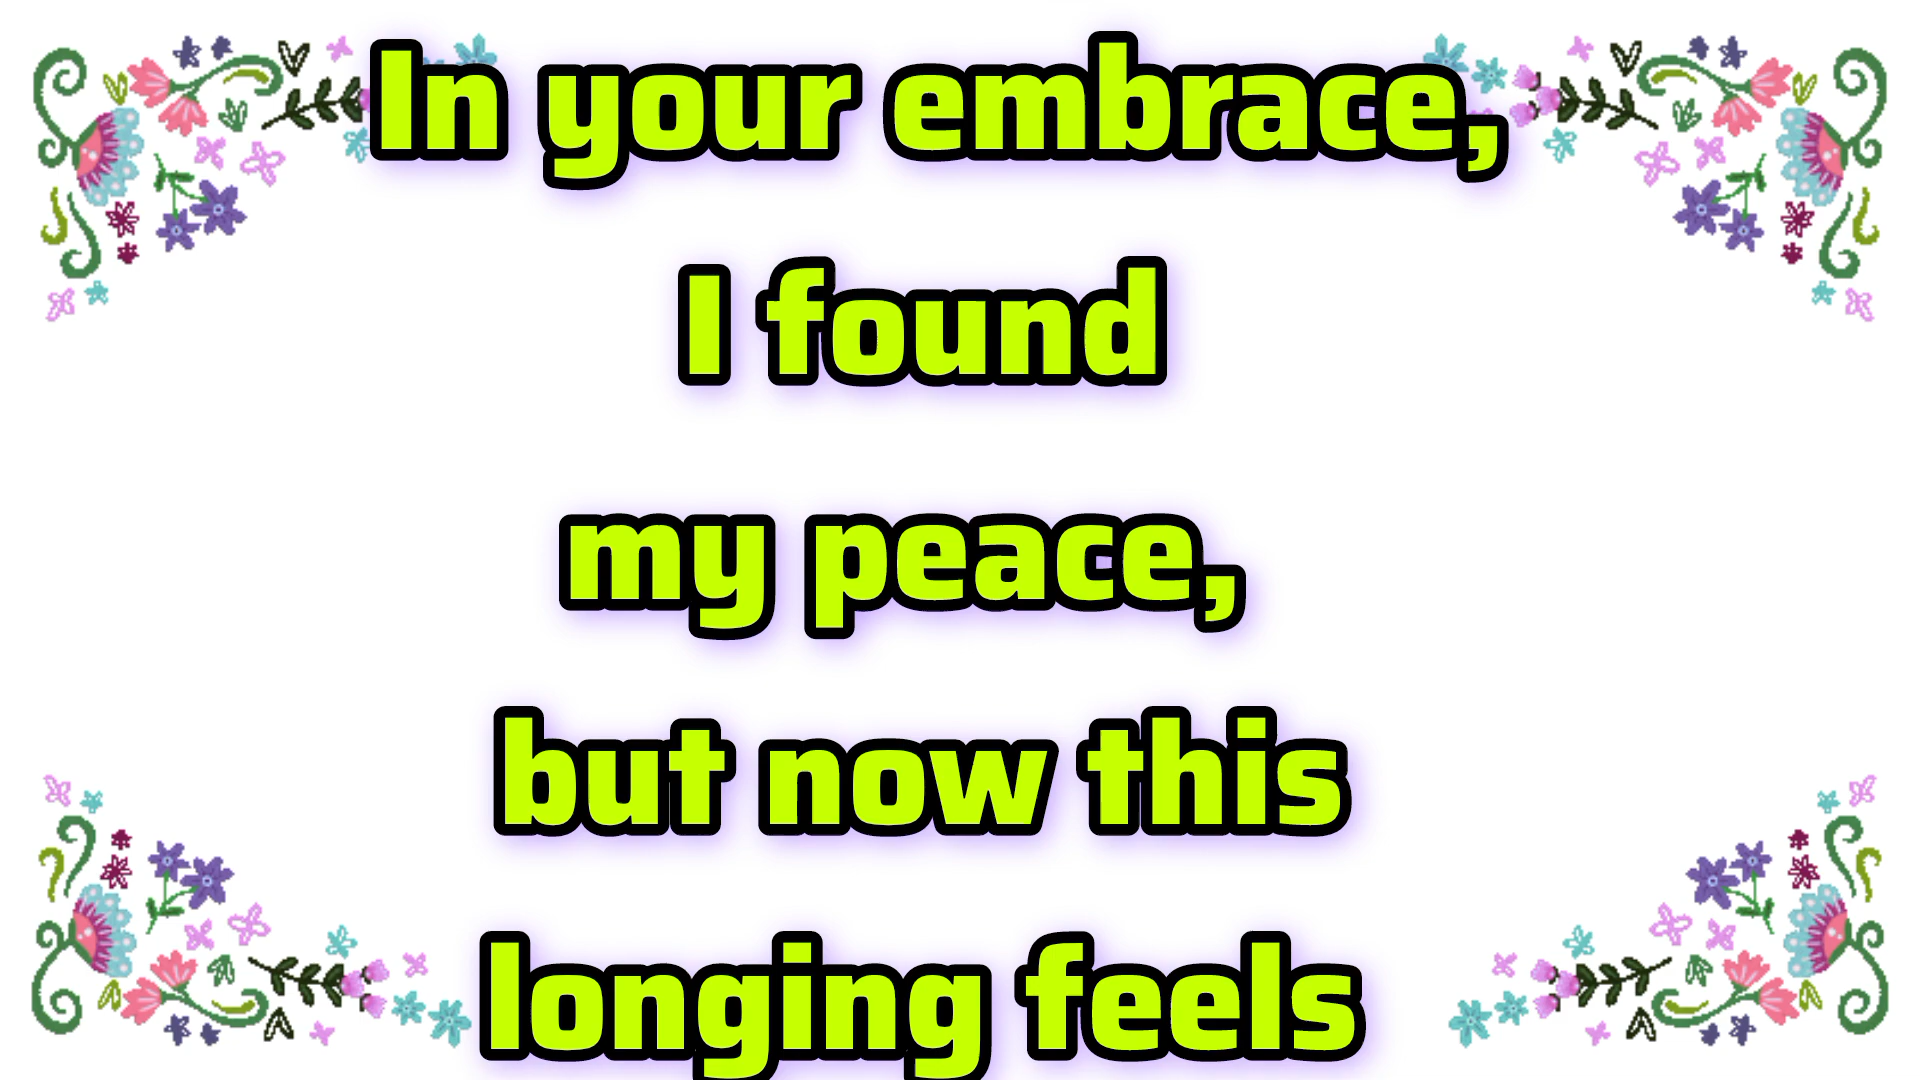 In your embrace,
I found
my peace,
but now this
longing feels